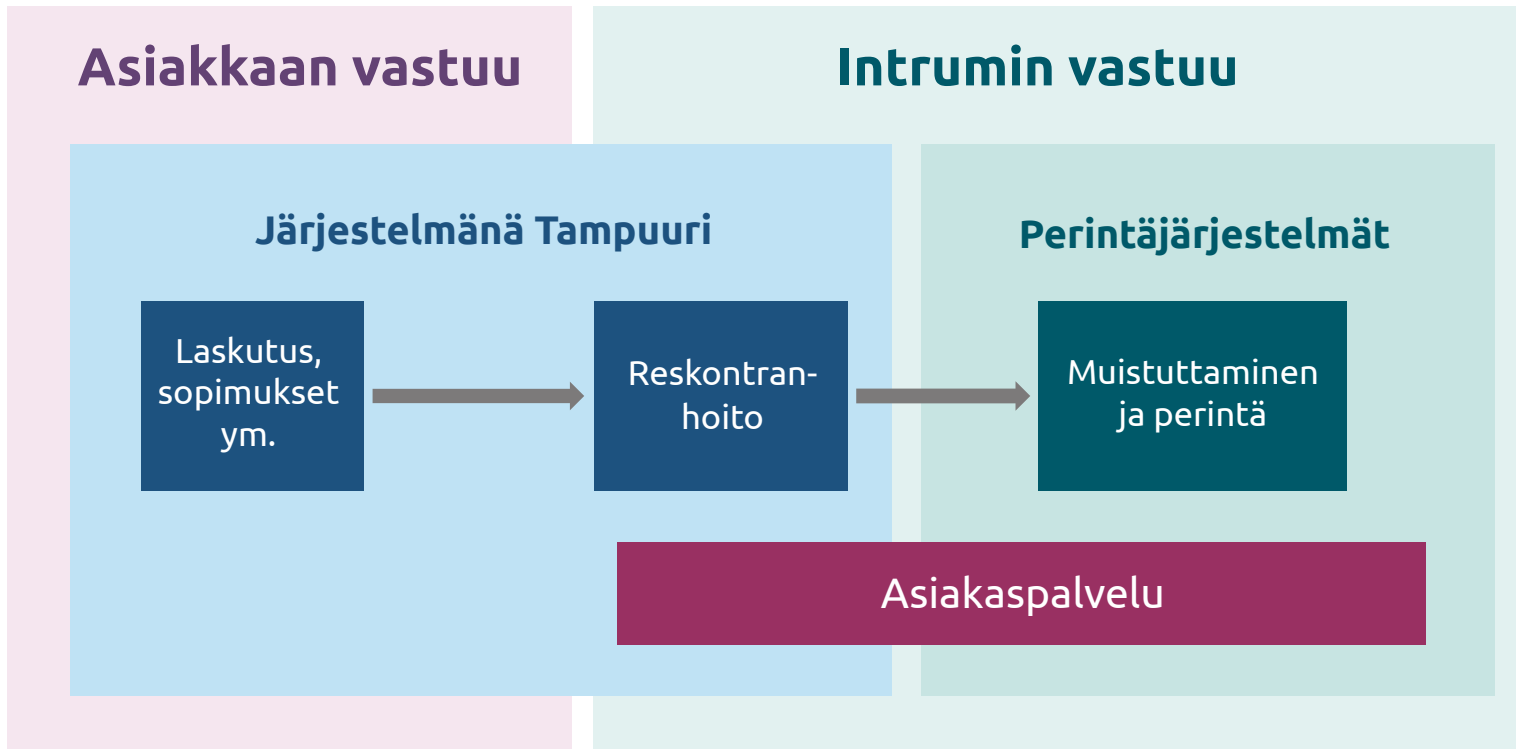 Asiakkaan vastuu
Intrumin vastuu
Järjestelmänä Tampuuri
Perintäjärjestelmät
Laskutus,
sopimukset
ym.
Reskontran-
hoito
Muistuttaminen
ja perintä
Asiakaspalvelu